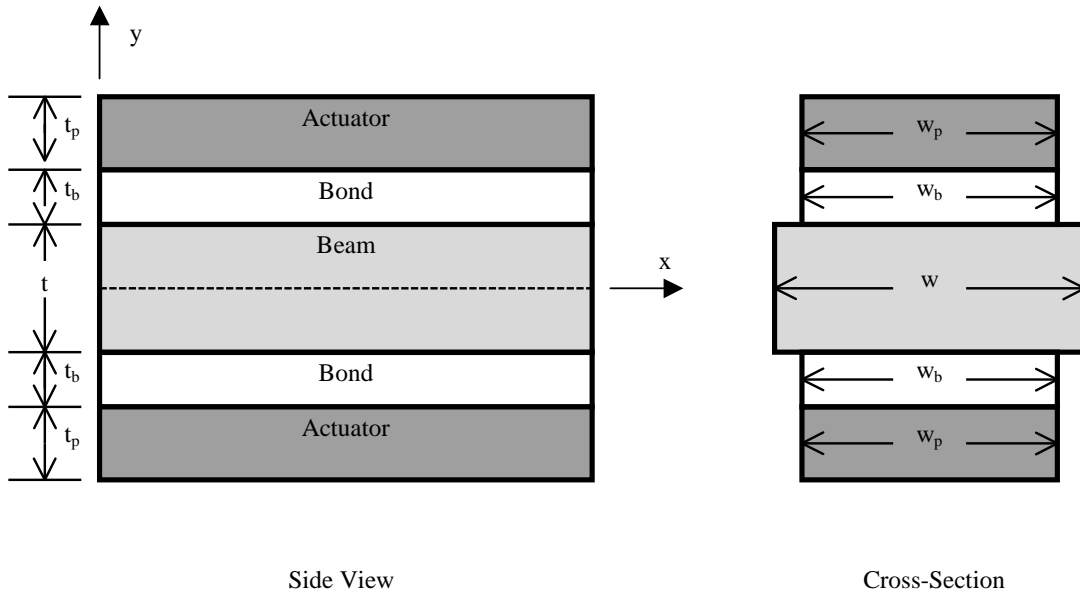 y
t_p
Actuator
w_p
t_b
Bond
w_b
Beam
x
t
w
t_b
Bond
w_b
t_p
Actuator
w_p
Side View
Cross-Section